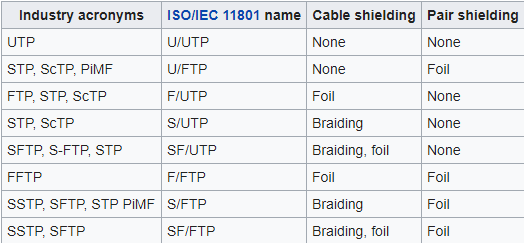 Industry acronyms ISO/IEC 11801 name Cable shielding Pair shielding
UTP U/UTP None None
STP, ScTP, PiMF U/FTP None Foil
FTP, STP, ScTP F/UTP Foil None
STP, ScTP S/UTP Braiding None
SFTP, S-FTP, STP SF/UTP Braiding, foil None
FFTP F/FTP Foil Foil
SSTP, SFTP, STP PiMF S/FTP Braiding Foil
SSTP, SFTP SF/FTP Braiding, foil Foil